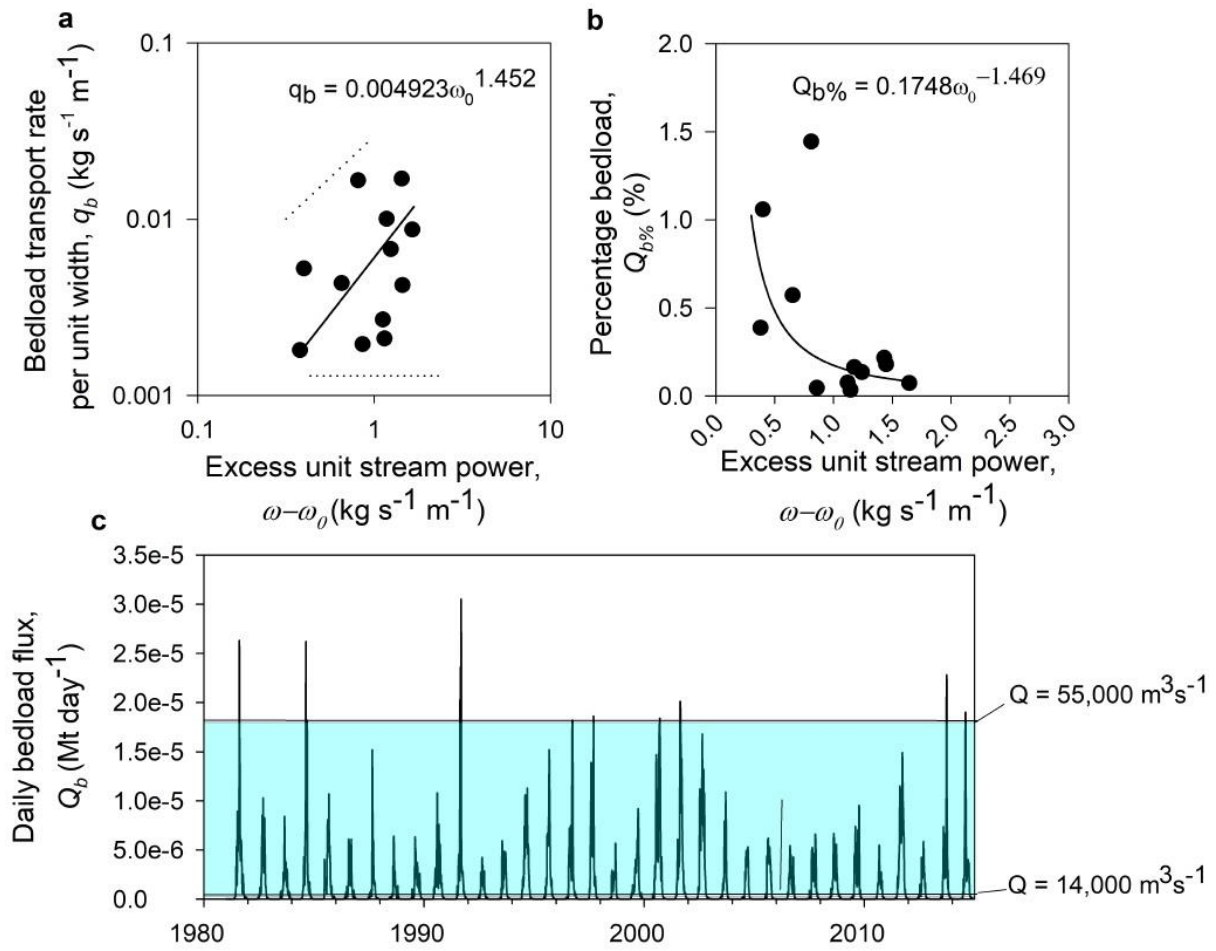 a
q_b = 0.004923ω_0^1.452
0.1
0.01
0.001
0.1 1 10
Bedload transport rate
per unit width, q_b (kg s^-1 m^-1)
Excess unit stream power,
ω−ω_0 (kg s^-1 m^-1)
b
Q_b% = 0.1748ω_0^−1.469
2.0
1.5
1.0
0.5
0.0
0.0 0.5 1.0 1.5 2.0 2.5 3.0
Percentage bedload,
Q_b% (%)
Excess unit stream power,
ω−ω_0 (kg s^-1 m^-1)
c
3.5e-5
3.0e-5
2.5e-5
2.0e-5
1.5e-5
1.0e-5
5.0e-6
0.0
Daily bedload flux,
Q_b (Mt day^-1)
Q = 55,000 m^3s^-1
Q = 14,000 m^3s^-1
1980 1990 2000 2010